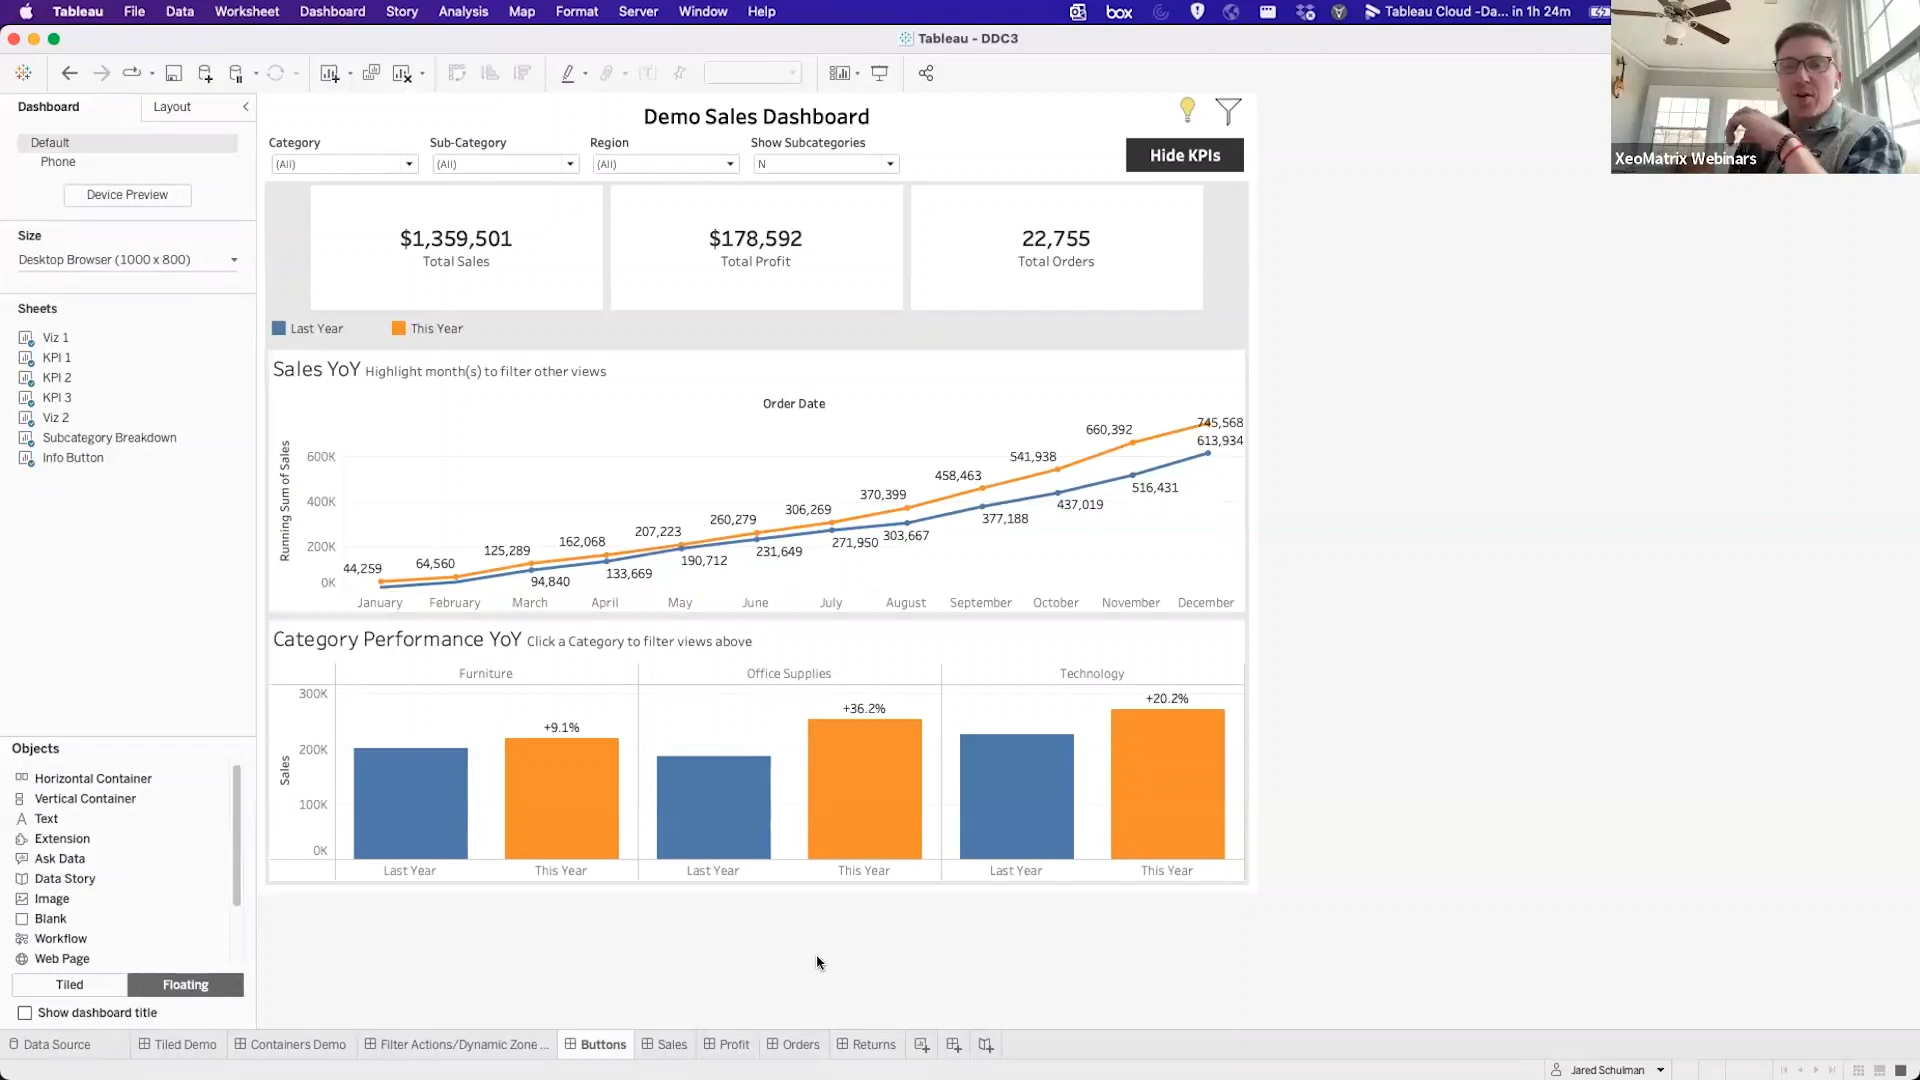 Tableau File Data Worksheet Dashboard Story Analysis Map Format Server Window Help box Tableau Cloud -Da... in 1h 24m
Tableau - DDC3
XeoMatrix Webinars
Dashboard Layout
Default
Phone
Device Preview
Size
Desktop Browser (1000 x 800)
Sheets
Viz 1
KPI 1
KPI 2
KPI 3
Viz 2
Subcategory Breakdown
Info Button
Objects
Horizontal Container
Vertical Container
Text
Extension
Ask Data
Data Story
Image
Blank
Workflow
Web Page
Tiled Floating
Show dashboard title
Demo Sales Dashboard
Category Sub-Category Region Show Subcategories
(All) (All) (All) N
Hide KPIs
$1,359,501 $178,592 22,755
Total Sales Total Profit Total Orders
Last Year This Year
Sales YoY Highlight month(s) to filter other views
Order Date
Running Sum of Sales
600K
400K
200K
0K
44,259 64,560 125,289 162,068 207,223 260,279 306,269 370,399 458,463 541,938 660,392 745,568
94,840 133,669 190,712 231,649 271,950 303,667 377,188 437,019 516,431 613,934
January February March April May June July August September October November December
Category Performance YoY Click a Category to filter views above
Furniture Office Supplies Technology
Sales
300K
200K
100K
0K
+9.1% +36.2% +20.2%
Last Year This Year Last Year This Year Last Year This Year
Data Source Tiled Demo Containers Demo Filter Actions/Dynamic Zone ... Buttons Sales Profit Orders Returns
Jared Schulman